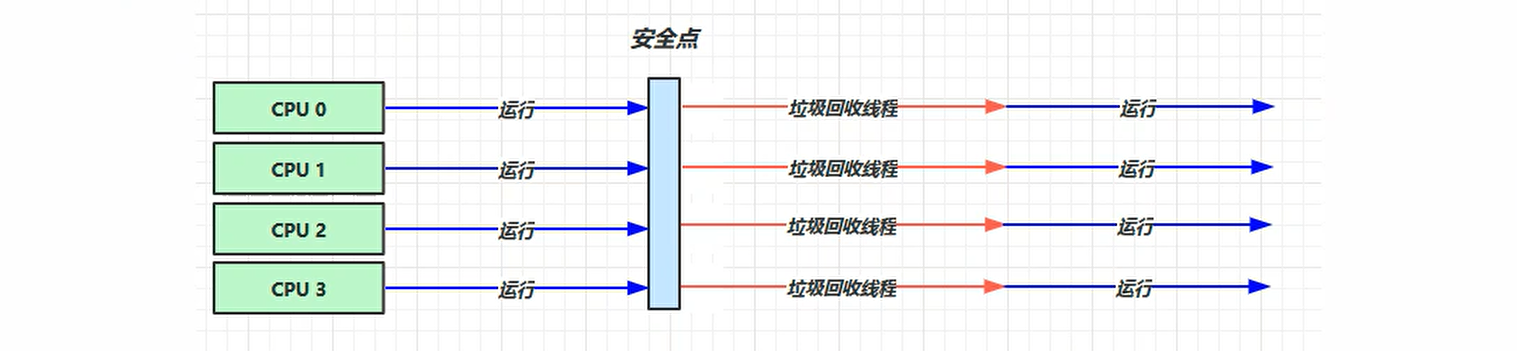 安全点
CPU 0 运行 垃圾回收线程 运行
CPU 1 运行 垃圾回收线程 运行
CPU 2 运行 垃圾回收线程 运行
CPU 3 运行 垃圾回收线程 运行